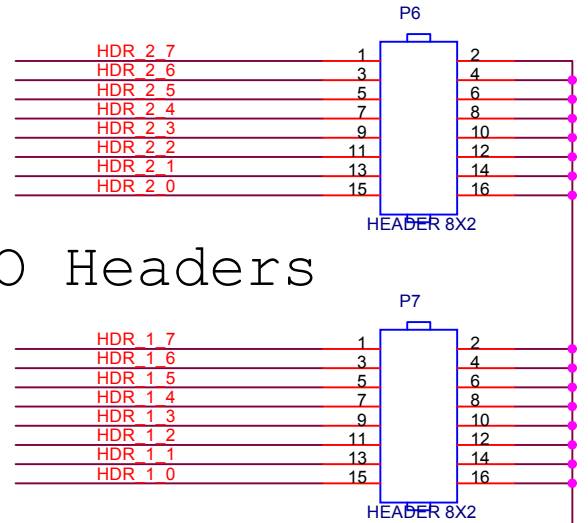 P6
HDR_2_7 1 2
HDR_2_6 3 4
HDR_2_5 5 6
HDR_2_4 7 8
HDR_2_3 9 10
HDR_2_2 11 12
HDR_2_1 13 14
HDR_2_0 15 16
HEADER 8X2
O Headers
P7
HDR_1_7 1 2
HDR_1_6 3 4
HDR_1_5 5 6
HDR_1_4 7 8
HDR_1_3 9 10
HDR_1_2 11 12
HDR_1_1 13 14
HDR_1_0 15 16
HEADER 8X2